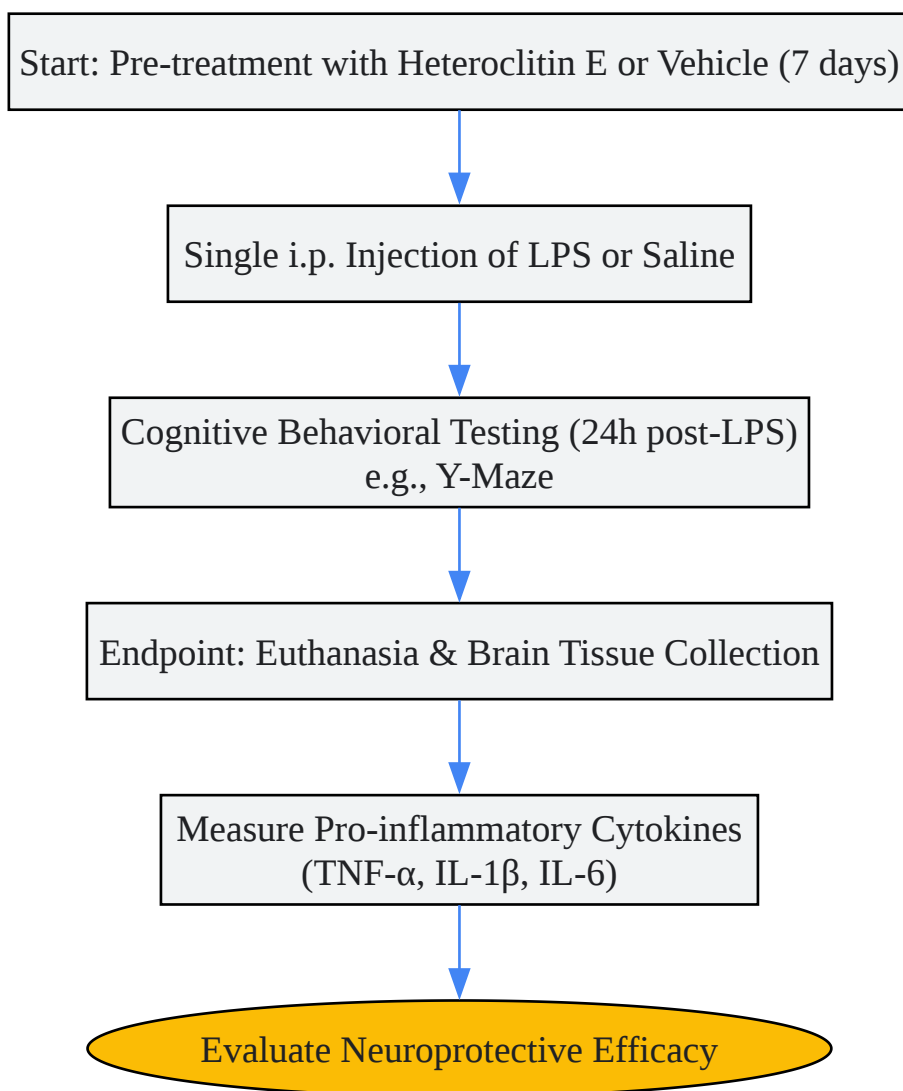 Start: Pre-treatment with Heteroclitin E or Vehicle (7 days)
Single i.p. Injection of LPS or Saline
Cognitive Behavioral Testing (24h post-LPS)
e.g., Y-Maze
Endpoint: Euthanasia & Brain Tissue Collection
Measure Pro-inflammatory Cytokines
(TNF-α, IL-1β, IL-6)
Evaluate Neuroprotective Efficacy